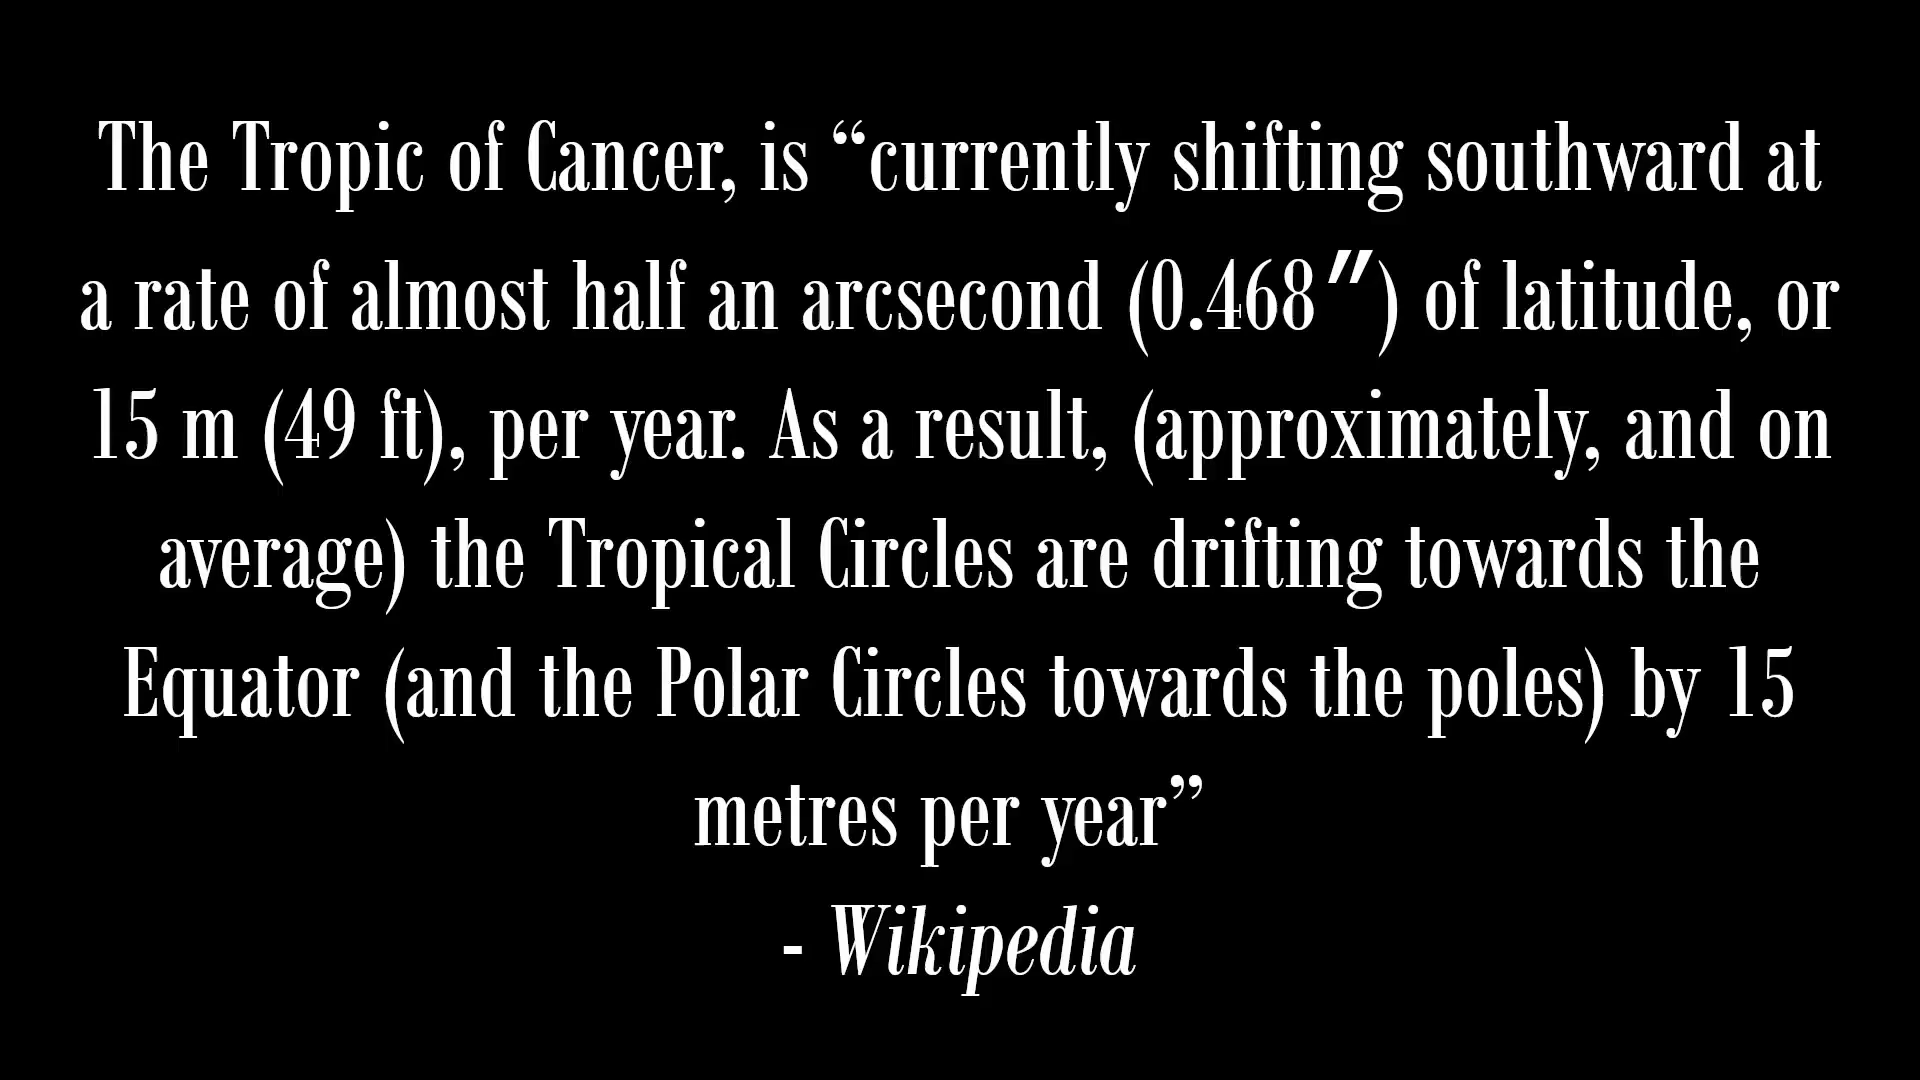 The Tropic of Cancer, is “currently shifting southward at
a rate of almost half an arcsecond (0.468″) of latitude, or
15 m (49 ft), per year. As a result, (approximately, and on
average) the Tropical Circles are drifting towards the
Equator (and the Polar Circles towards the poles) by 15
metres per year”
- Wikipedia